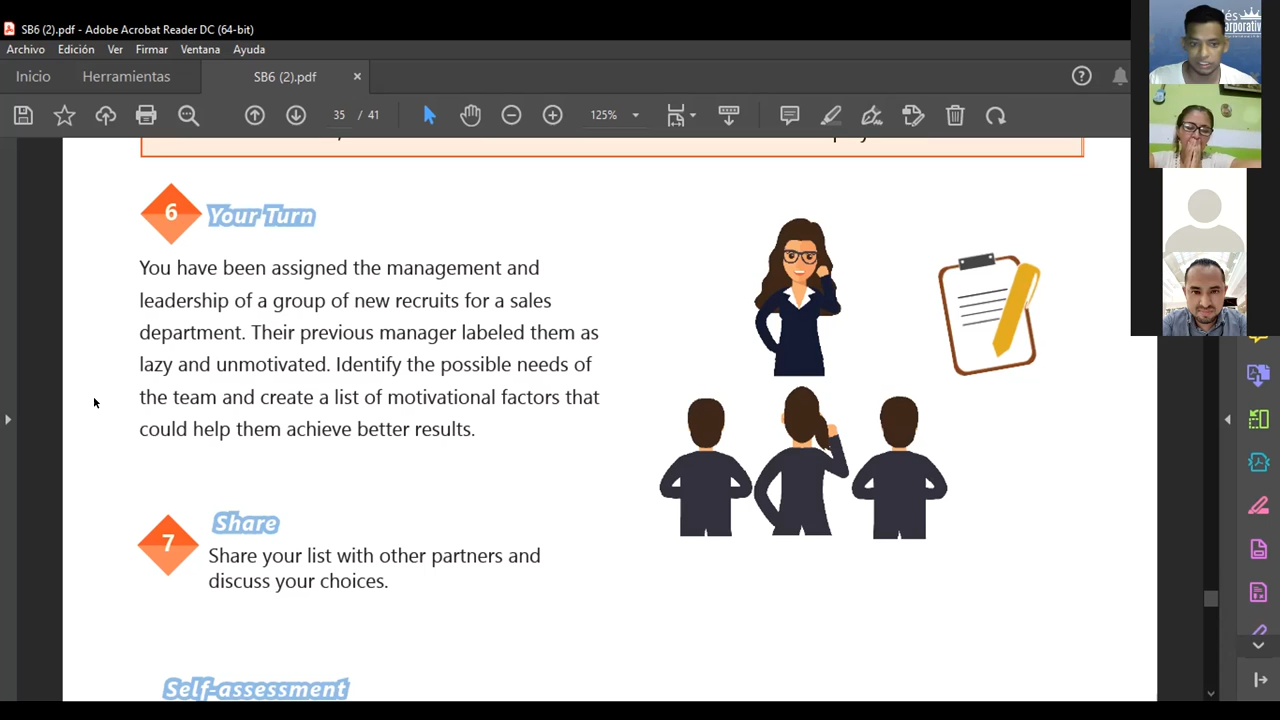 SB6 (2).pdf - Adobe Acrobat Reader DC (64-bit)
Archivo Edición Ver Firmar Ventana Ayuda
Inicio Herramientas SB6 (2).pdf ×
35 / 41 125%
6 Your Turn
You have been assigned the management and
leadership of a group of new recruits for a sales
department. Their previous manager labeled them as
lazy and unmotivated. Identify the possible needs of
the team and create a list of motivational factors that
could help them achieve better results.
7 Share
Share your list with other partners and
discuss your choices.
Self-assessment